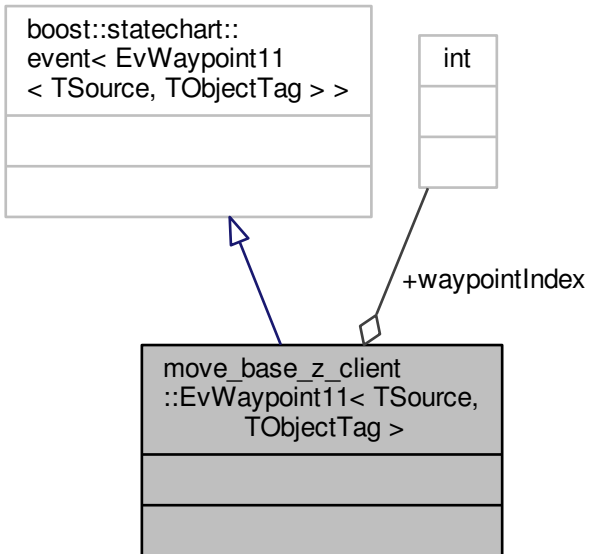 boost::statechart::
event< EvWaypoint11
< TSource, TObjectTag > >
int
+waypointIndex
move_base_z_client
::EvWaypoint11< TSource,
TObjectTag >